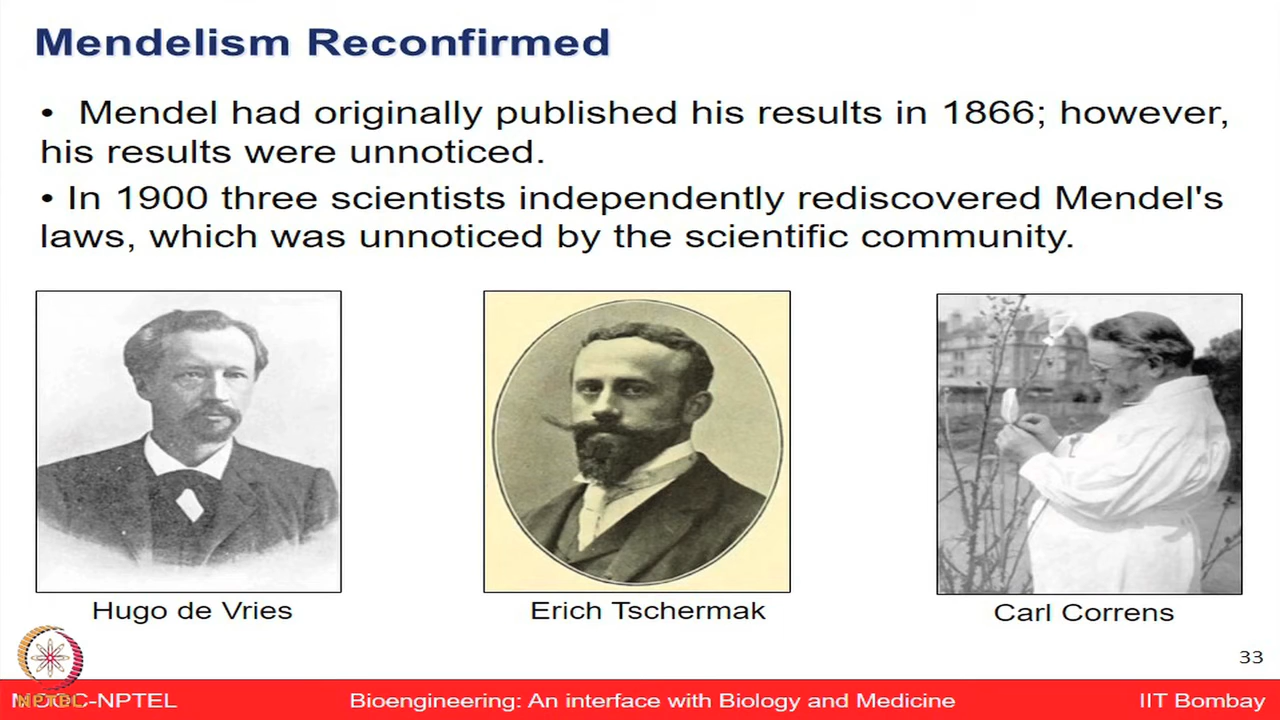 Mendelism Reconfirmed
• Mendel had originally published his results in 1866; however,
his results were unnoticed.
• In 1900 three scientists independently rediscovered Mendel's
laws, which was unnoticed by the scientific community.
Hugo de Vries
Erich Tschermak
Carl Correns
33
NPTEL
MOOC-NPTEL
Bioengineering: An interface with Biology and Medicine
IIT Bombay